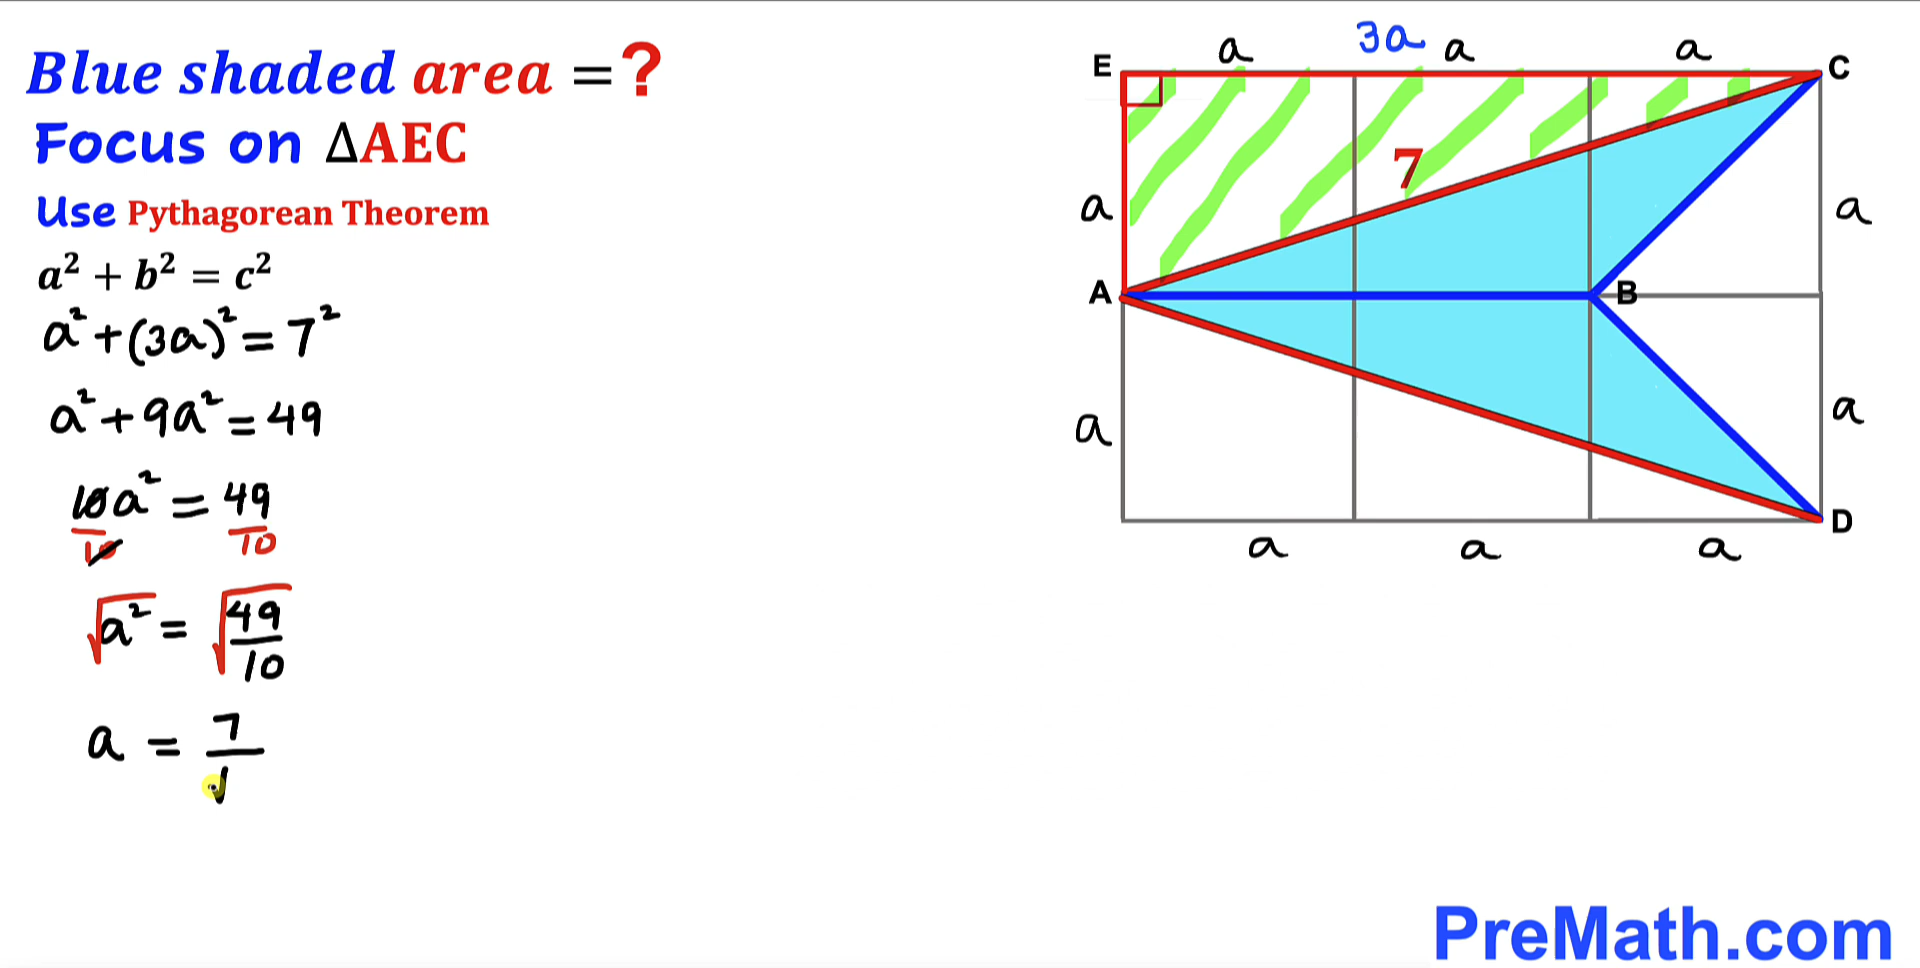 Blue shaded area = ?
Focus on ΔAEC
Use Pythagorean Theorem
a² + b² = c²
a² + (3a)² = 7²
a² + 9a² = 49
10a² = 49
10 10
√a² = √49/10
a = 7/√
a 3a a a
E C
7
a a
A B
a a
D
a a a
PreMath.com